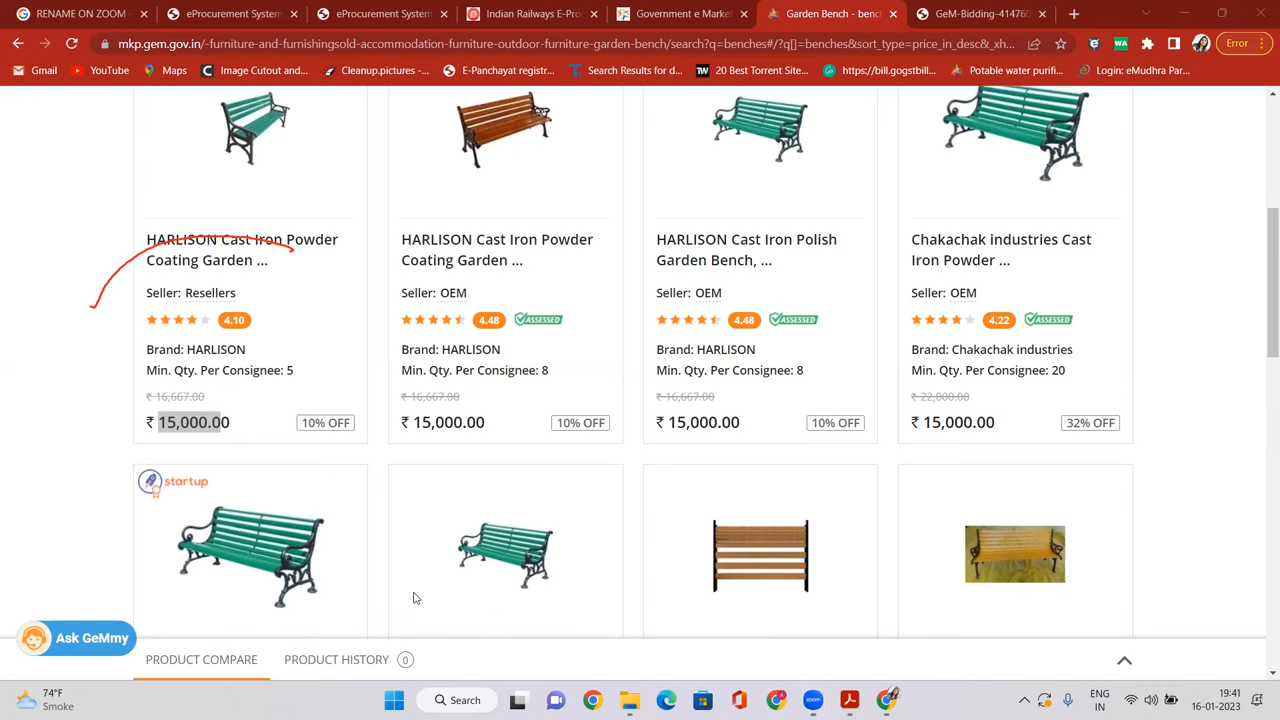 RENAME ON ZOOM -
eProcurement System
eProcurement System
Indian Railways E-Pro
Government e Market
Garden Bench - benc
GeM-Bidding-414760
mkp.gem.gov.in/-furniture-and-furnishingsold-accommodation-furniture-outdoor-furniture-garden-bench/search?q=benches#/?q[]=benches&sort_type=price_in_desc&_xh...
Error
Gmail
YouTube
Maps
Image Cutout and...
Cleanup.pictures -...
E-Panchayat registr...
Search Results for d...
20 Best Torrent Site...
https://bill.gogstbill...
Potable water purifi...
Login: eMudhra Par...
HARLISON Cast Iron Powder
Coating Garden ...
Seller: Resellers
4.10
Brand: HARLISON
Min. Qty. Per Consignee: 5
₹ 16,667.00
₹ 15,000.00
10% OFF
HARLISON Cast Iron Powder
Coating Garden ...
Seller: OEM
4.48
ASSESSED
Brand: HARLISON
Min. Qty. Per Consignee: 8
₹ 16,667.00
₹ 15,000.00
10% OFF
HARLISON Cast Iron Polish
Garden Bench, ...
Seller: OEM
4.48
ASSESSED
Brand: HARLISON
Min. Qty. Per Consignee: 8
₹ 16,667.00
₹ 15,000.00
10% OFF
Chakachak industries Cast
Iron Powder ...
Seller: OEM
4.22
ASSESSED
Brand: Chakachak industries
Min. Qty. Per Consignee: 20
₹ 22,000.00
₹ 15,000.00
32% OFF
startup
Ask GeMmy
PRODUCT COMPARE
PRODUCT HISTORY 0
74°F
Smoke
Search
zoom
ENG
IN
19:41
16-01-2023